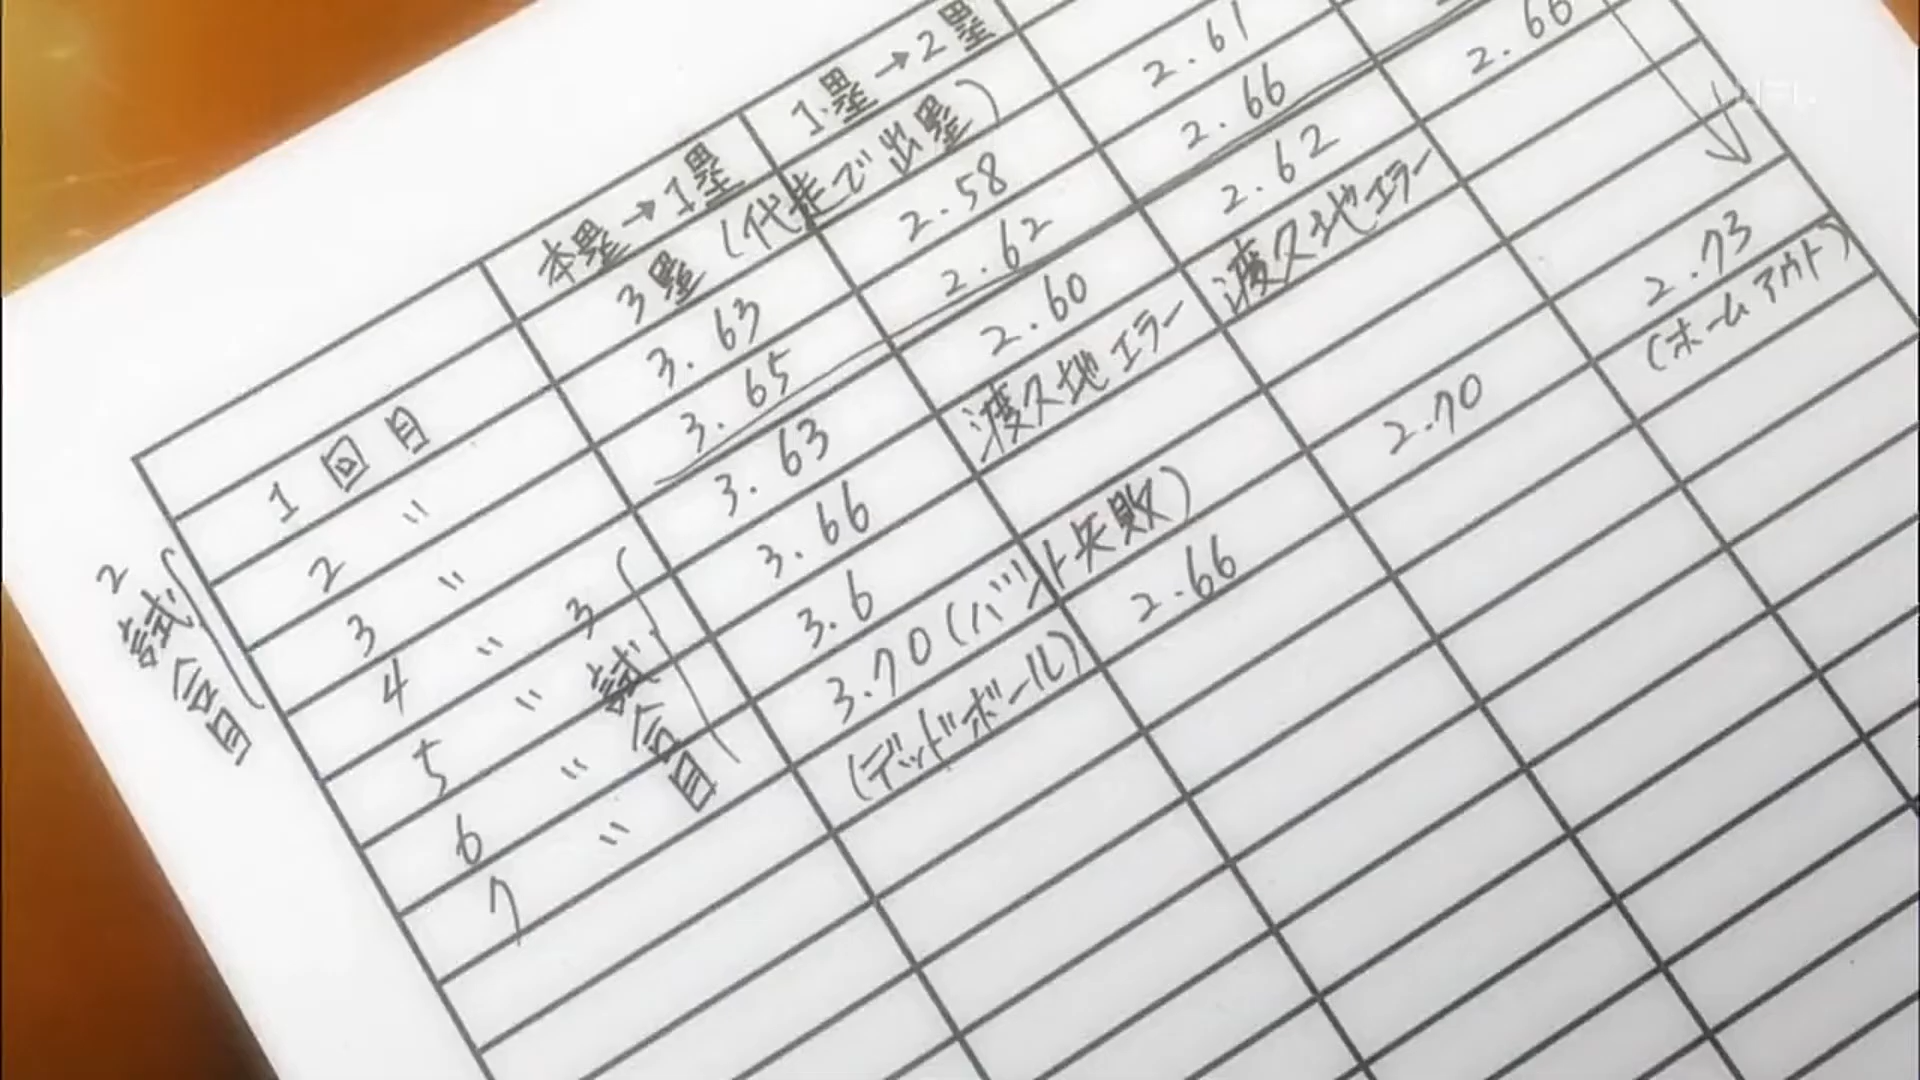 本塁→1塁 1塁→2塁
1回目 3塁(代走で出塁) 2.61 2.66
2 〃 3.63 2.58 2.66
3 〃 3.65 2.62 2.62
4 〃 3.63 2.60 渡久地エラー 2.73
5 〃 3.66 渡久地エラー (ホームアウト)
6 〃 3.6 2.70
7 〃 3.70(バント失敗)
(デッドボール) 2.66
2試合目
3試合目